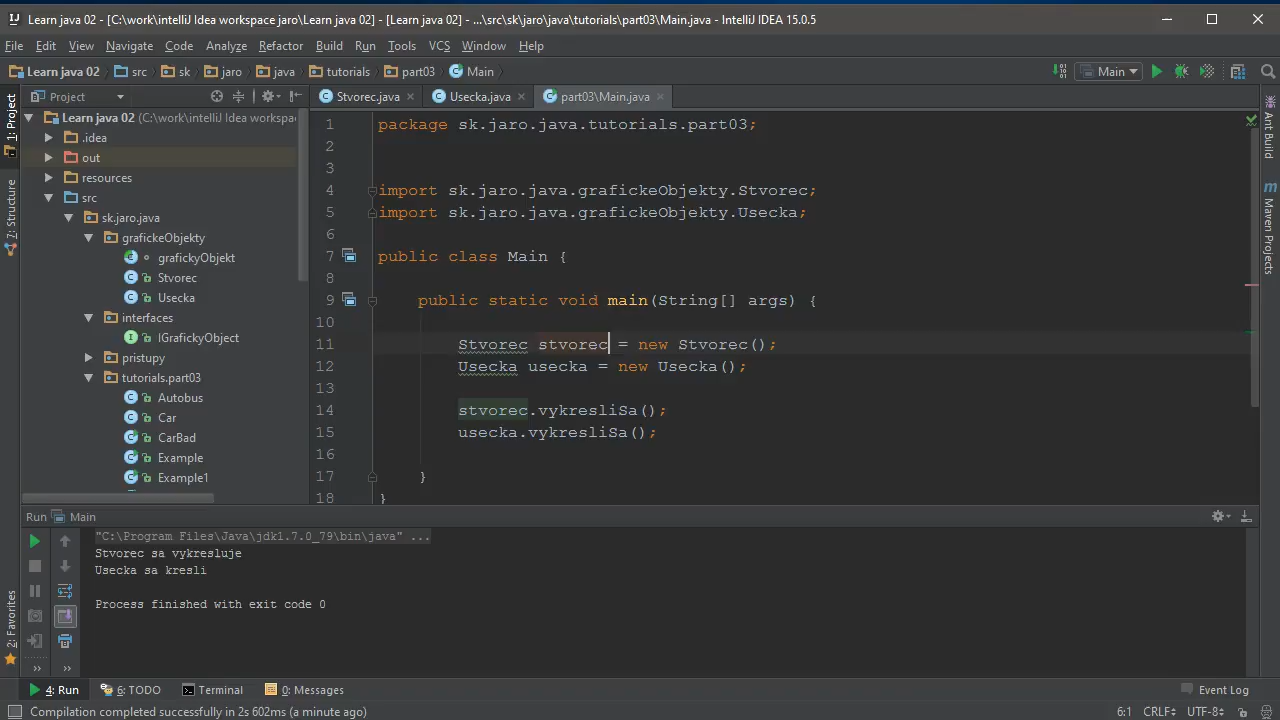 Learn java 02 - [C:\work\intelliJ Idea workspace jaro\Learn java 02] - [Learn java 02] - ...\src\sk\jaro\java\tutorials\part03\Main.java - IntelliJ IDEA 15.0.5
File Edit View Navigate Code Analyze Refactor Build Run Tools VCS Window Help
Learn java 02 src sk jaro java tutorials part03 Main Main
1: Project
7: Structure
2: Favorites
Project
Learn java 02 (C:\work\intelliJ Idea workspa
.idea
out
resources
src
sk.jaro.java
grafickeObjekty
grafickyObjekt
Stvorec
Usecka
interfaces
IGrafickyObject
pristupy
tutorials.part03
Autobus
Car
CarBad
Example
Example1
Stvorec.java Usecka.java part03\Main.java
1 package sk.jaro.java.tutorials.part03;
2
3
4 import sk.jaro.java.grafickeObjekty.Stvorec;
5 import sk.jaro.java.grafickeObjekty.Usecka;
6
7 public class Main {
8
9 public static void main(String[] args) {
10
11 Stvorec stvorec = new Stvorec();
12 Usecka usecka = new Usecka();
13
14 stvorec.vykresliSa();
15 usecka.vykresliSa();
16
17 }
18 }
Ant Build
Maven Projects
Run Main
"C:\Program Files\Java\jdk1.7.0_79\bin\java" ...
Stvorec sa vykresluje
Usecka sa kresli
Process finished with exit code 0
4: Run 6: TODO Terminal 0: Messages Event Log
Compilation completed successfully in 2s 602ms (a minute ago) 6:1 CRLF UTF-8